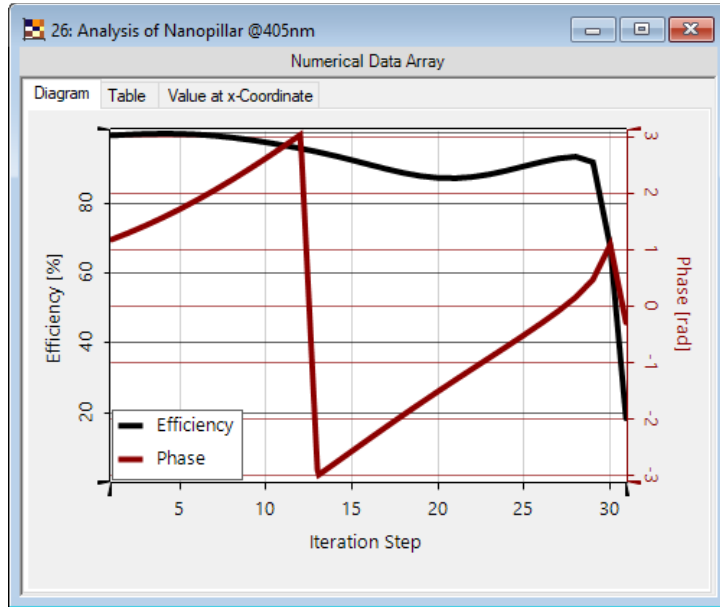 26: Analysis of Nanopillar @405nm
Numerical Data Array
Diagram Table Value at x-Coordinate
80
60
40
20
Efficiency [%]
3
2
1
0
-1
-2
-3
Phase [rad]
Efficiency
Phase
5 10 15 20 25 30
Iteration Step